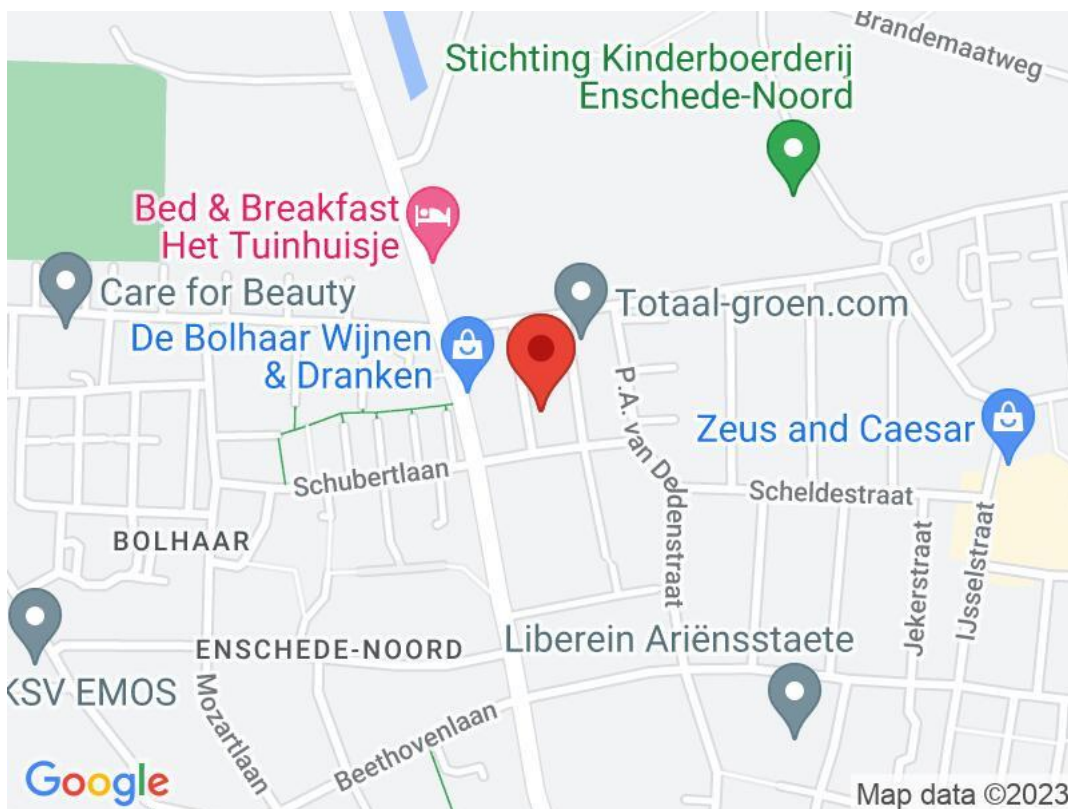 Brandemaatweg
Stichting Kinderboerderij
Enschede-Noord
Bed & Breakfast
Het Tuinhuisje
Care for Beauty
Totaal-groen.com
De Bolhaar Wijnen
& Dranken
P.A. van Deldenstraat
Zeus and Caesar
Schubertlaan
Scheldestraat
BOLHAAR
Jekerstraat
IJsselstraat
ENSCHEDE-NOORD
Liberein Ariënsstaete
KSV EMOS
Mozartlaan
Beethovenlaan
Google
Map data ©2023